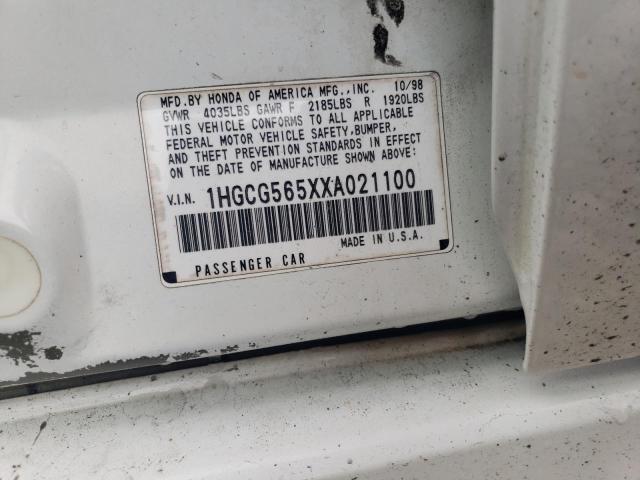 MFD.BY HONDA OF AMERICA MFG.,INC. 10/98
GVWR 4035LBS GAWR F 2185LBS R 1920LBS
THIS VEHICLE CONFORMS TO ALL APPLICABLE
FEDERAL MOTOR VEHICLE SAFETY,BUMPER,
AND THEFT PREVENTION STANDARDS IN EFFECT
ON THE DATE OF MANUFACTURE SHOWN ABOVE:
V.I.N. 1HGCG565XXA021100
PASSENGER CAR MADE IN U.S.A.